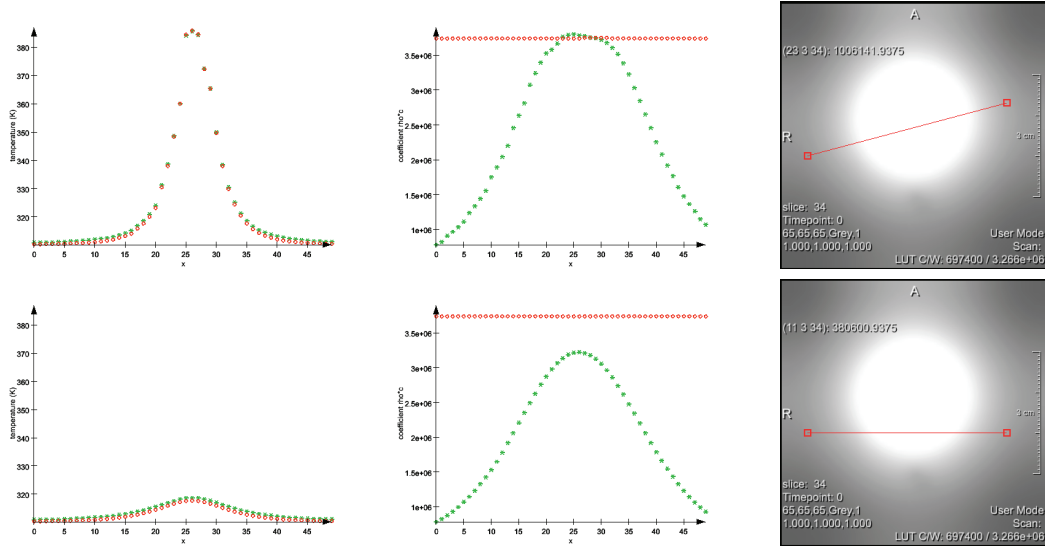 temperature (K)
380
370
360
350
340
330
320
0 5 10 15 20 25 30 35 40 45
x
coefficient rho*c
3.5e+06
3e+06
2.5e+06
2e+06
1.5e+06
1e+06
0 5 10 15 20 25 30 35 40 45
x
A
(23 3 34): 1006141.9375
R
3 cm
slice: 34
Timepoint: 0
65,65,65,Grey,1 User Mode
1.000,1.000,1.000 Scan:
LUT C/W: 697400 / 3.266e+06
temperature (K)
380
370
360
350
340
330
320
0 5 10 15 20 25 30 35 40 45
x
coefficient rho*c
3.5e+06
3e+06
2.5e+06
2e+06
1.5e+06
1e+06
0 5 10 15 20 25 30 35 40 45
x
A
(11 3 34): 380600.9375
R
3 cm
slice: 34
Timepoint: 0
65,65,65,Grey,1 User Mode
1.000,1.000,1.000 Scan:
LUT C/W: 697400 / 3.266e+06